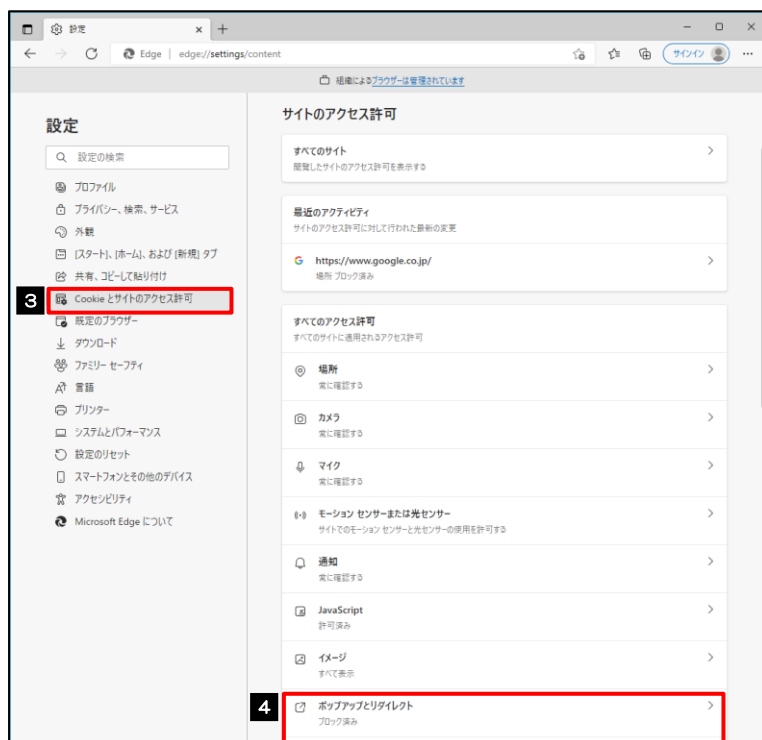 設定
Edge
edge://settings/content
サインイン
組織によるブラウザーは管理されています
設定
設定の検索
プロファイル
プライバシー、検索、サービス
外観
[スタート]、[ホーム]、および [新規] タブ
共有、コピーして貼り付け
3
Cookie とサイトのアクセス許可
既定のブラウザー
ダウンロード
ファミリー セーフティ
言語
プリンター
システムとパフォーマンス
設定のリセット
スマートフォンとその他のデバイス
アクセシビリティ
Microsoft Edge について
サイトのアクセス許可
すべてのサイト
閲覧したサイトのアクセス許可を表示する
最近のアクティビティ
サイトのアクセス許可に対して行われた最新の変更
https://www.google.co.jp/
場所 ブロック済み
すべてのアクセス許可
すべてのサイトに適用されるアクセス許可
場所
常に確認する
カメラ
常に確認する
マイク
常に確認する
モーション センサーまたは光センサー
サイトでのモーション センサーと光センサーの使用を許可する
通知
常に確認する
JavaScript
許可済み
イメージ
すべて表示
4
ポップアップとリダイレクト
ブロック済み